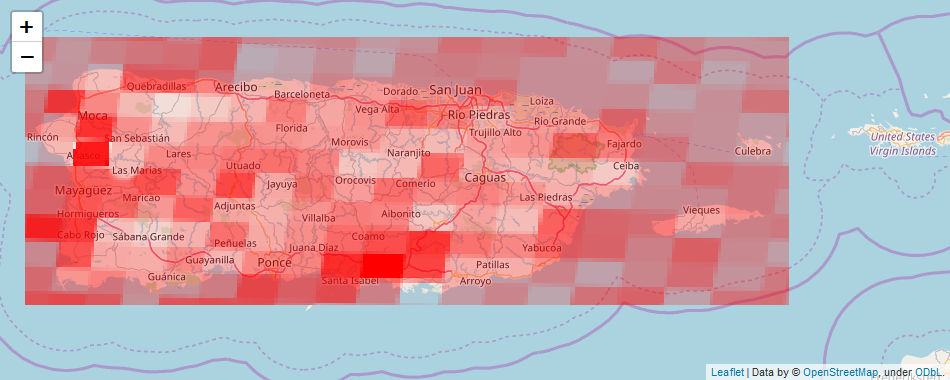 +
−
Quebradillas
Arecibo
Barceloneta
Dorado
San Juan
Vega Alta
Loíza
Río Piedras
Río Grande
Moca
Florida
Trujillo Alto
Rincón
San Sebastián
Morovis
Fajardo
United States
Virgin Islands
Añasco
Lares
Naranjito
Culebra
Las Marías
Utuado
Ceiba
Mayagüez
Jayuya
Orocovis
Comerío
Caguas
Maricao
Las Piedras
Hormigueros
Adjuntas
Villalba
Aibonito
Vieques
Cabo Rojo
Sábana Grande
Peñuelas
Coamo
Juana Díaz
Yabucoa
Guayanilla
Ponce
Patillas
Guánica
Santa Isabel
Arroyo
Leaflet | Data by © OpenStreetMap, under ODbL.